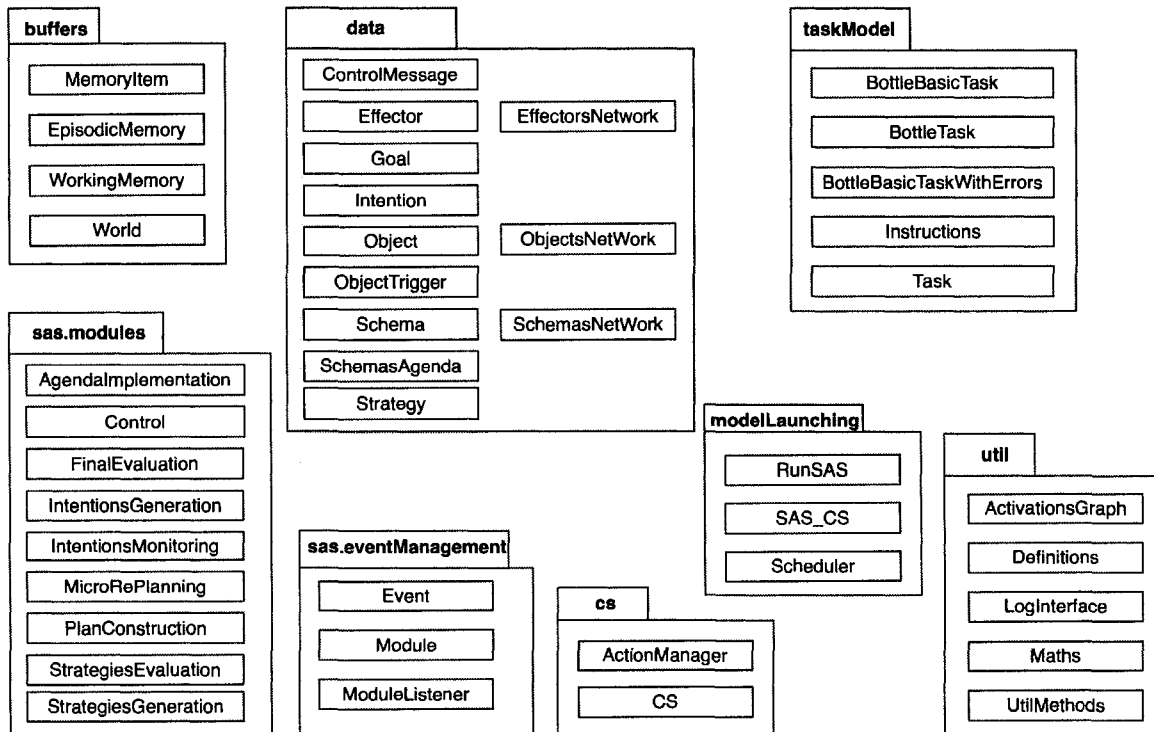 buffers
MemoryItem
EpisodicMemory
WorkingMemory
World
data
ControlMessage
Effector
EffectorsNetwork
Goal
Intention
Object
ObjectsNetWork
ObjectTrigger
Schema
SchemasNetWork
SchemasAgenda
Strategy
taskModel
BottleBasicTask
BottleTask
BottleBasicTaskWithErrors
Instructions
Task
sas.modules
AgendaImplementation
Control
FinalEvaluation
IntentionsGeneration
IntentionsMonitoring
MicroRePlanning
PlanConstruction
StrategiesEvaluation
StrategiesGeneration
sas.eventManagement
Event
Module
ModuleListener
cs
ActionManager
CS
modelLaunching
RunSAS
SAS_CS
Scheduler
util
ActivationsGraph
Definitions
LogInterface
Maths
UtilMethods